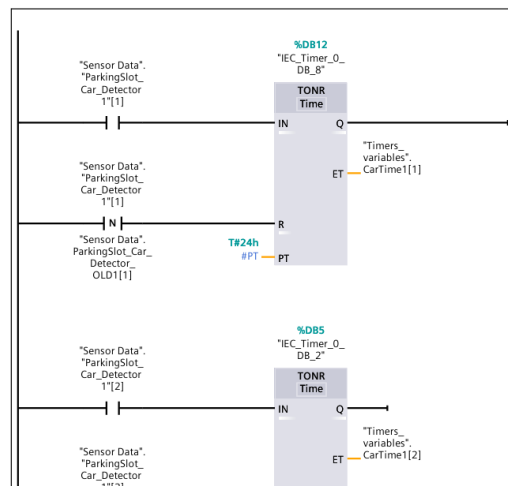 %DB12
"IEC_Timer_0_
DB_8"
"Sensor Data".
"ParkingSlot_
Car_Detector
1"[1]
TONR
Time
IN
Q
"Timers_
variables".
CarTime1[1]
ET
"Sensor Data".
"ParkingSlot_
Car_Detector
1"[1]
N
R
"Sensor Data".
ParkingSlot_Car_
Detector_
OLD1[1]
T#24h
#PT
PT
%DB5
"IEC_Timer_0_
DB_2"
"Sensor Data".
"ParkingSlot_
Car_Detector
1"[2]
TONR
Time
IN
Q
"Timers_
variables".
CarTime1[2]
ET
"Sensor Data".
"ParkingSlot_
Car_Detector
1"[2]